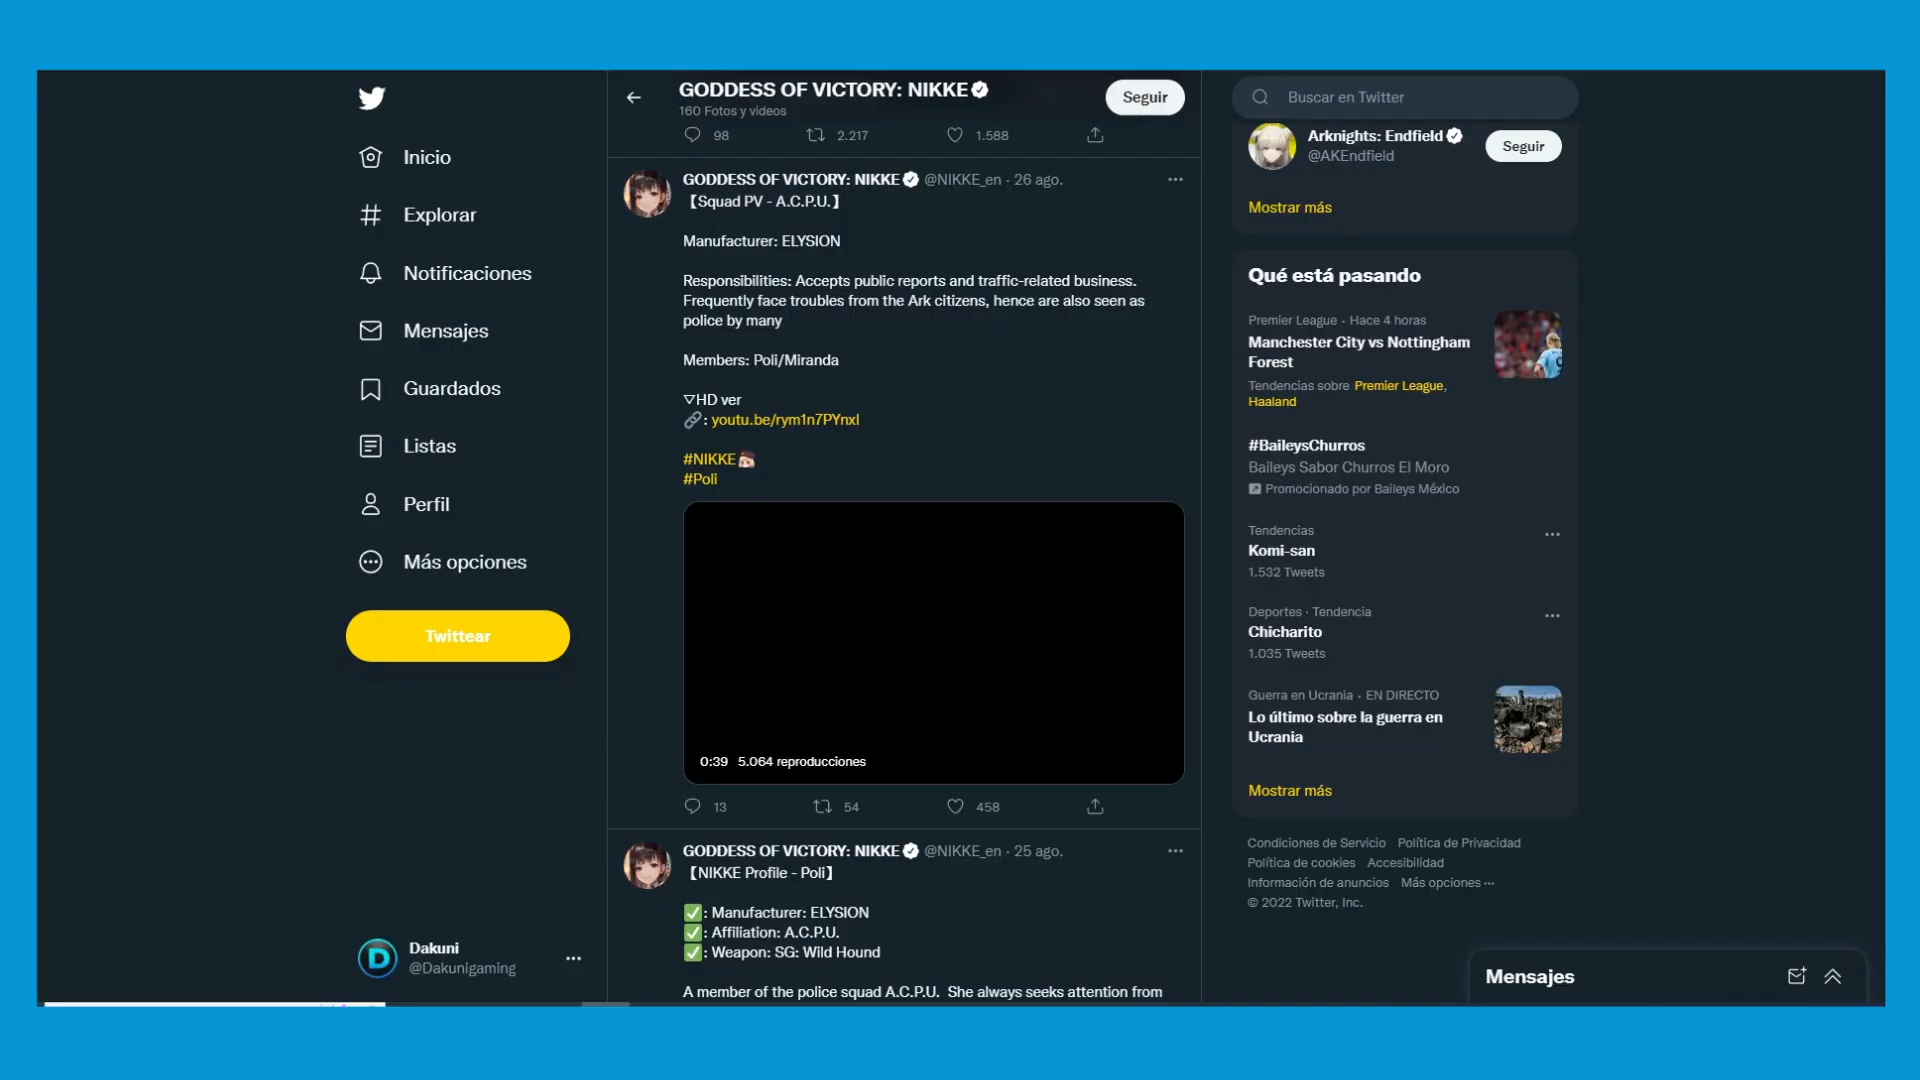 Inicio
Explorar
Notificaciones
Mensajes
Guardados
Listas
Perfil
Más opciones
Twittear
Dakuni
@Dakunigaming
GODDESS OF VICTORY: NIKKE
160 Fotos y videos
Seguir
98 2.217 1.588
GODDESS OF VICTORY: NIKKE @NIKKE_en · 26 ago.
【Squad PV - A.C.P.U.】
Manufacturer: ELYSION
Responsibilities: Accepts public reports and traffic-related business.
Frequently face troubles from the Ark citizens, hence are also seen as
police by many
Members: Poli/Miranda
▽HD ver
🔗: youtu.be/rym1n7PYnxI
#NIKKE
#Poli
0:39 5.064 reproducciones
13 54 458
GODDESS OF VICTORY: NIKKE @NIKKE_en · 25 ago.
【NIKKE Profile - Poli】
✅: Manufacturer: ELYSION
✅: Affiliation: A.C.P.U.
✅: Weapon: SG: Wild Hound
A member of the police squad A.C.P.U. She always seeks attention from
Buscar en Twitter
Arknights: Endfield
@AKEndfield
Seguir
Mostrar más
Qué está pasando
Premier League · Hace 4 horas
Manchester City vs Nottingham
Forest
Tendencias sobre Premier League,
Haaland
#BaileysChurros
Baileys Sabor Churros El Moro
Promocionado por Baileys México
Tendencias
Komi-san
1.532 Tweets
Deportes · Tendencia
Chicharito
1.035 Tweets
Guerra en Ucrania · EN DIRECTO
Lo último sobre la guerra en
Ucrania
Mostrar más
Condiciones de Servicio Política de Privacidad
Política de cookies Accesibilidad
Información de anuncios Más opciones ···
© 2022 Twitter, Inc.
Mensajes